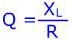 Q = X_L / R